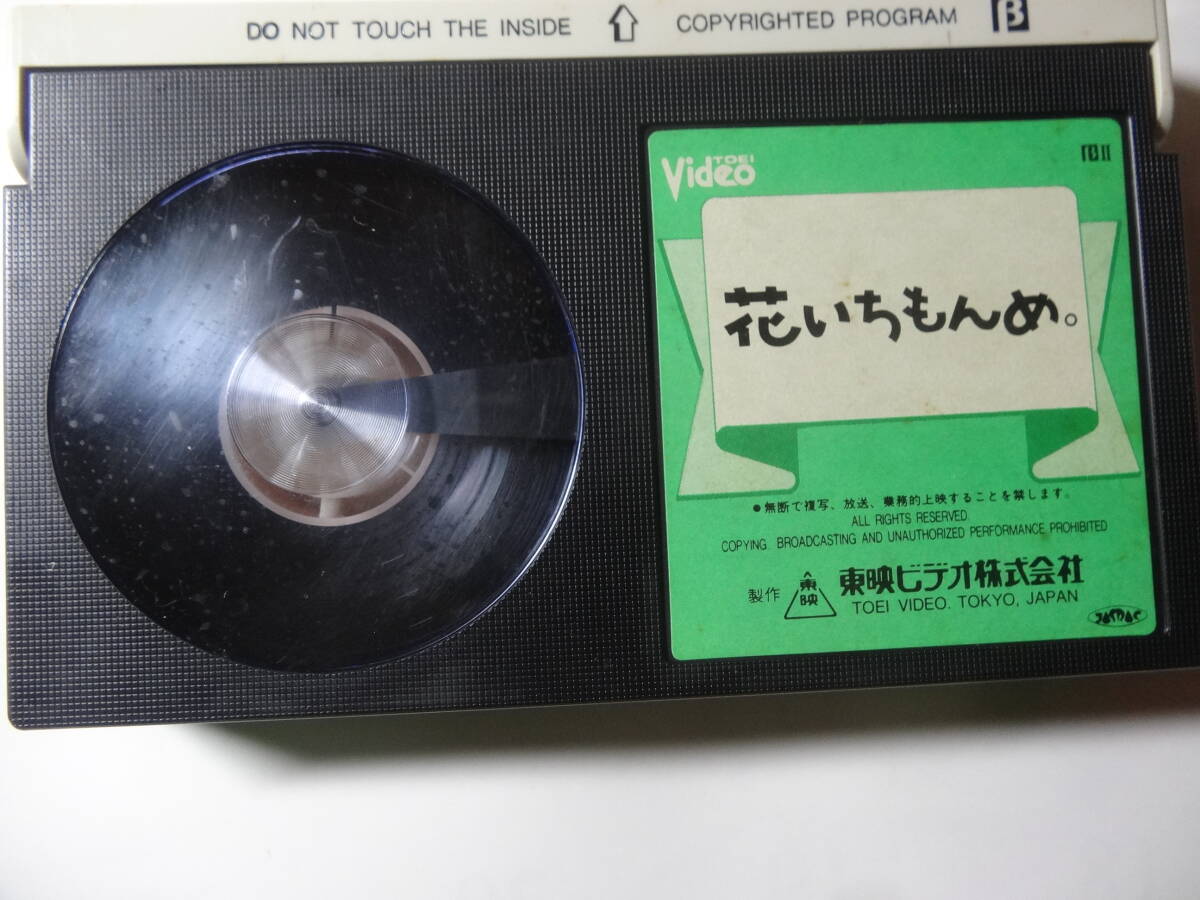 DO NOT TOUCH THE INSIDE ⇧ COPYRIGHTED PROGRAM β
TOEI
Video
βII
花いちもんめ。
●無断で複写、放送、業務的上映することを禁じます。
ALL RIGHTS RESERVED.
COPYING. BROADCASTING AND UNAUTHORIZED PERFORMANCE PROHIBITED
製作 東映 東映ビデオ株式会社
TOEI VIDEO. TOKYO, JAPAN
JASRAC